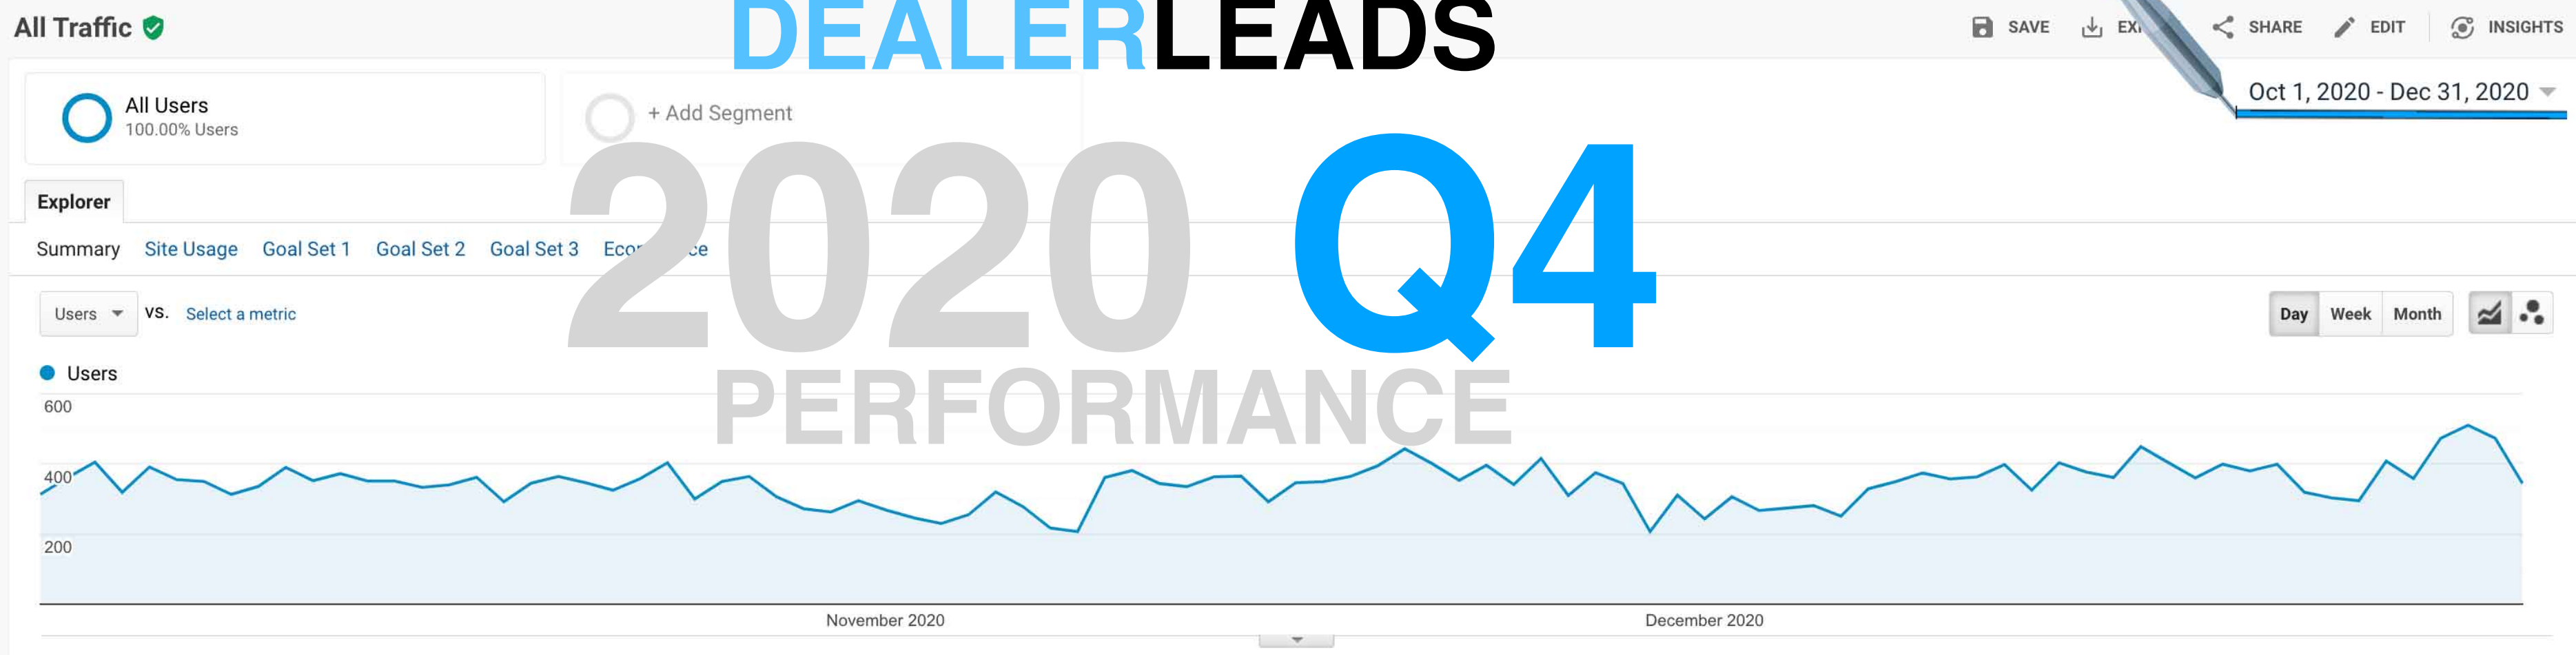 DEALERLEADS
All Traffic
SAVE
SHARE
EDIT
INSIGHTS
All Users
100.00% Users
+ Add Segment
Oct 1, 2020 - Dec 31, 2020
2020 Q4
Explorer
Summary Site Usage Goal Set 1 Goal Set 2 Goal Set 3
Users VS. Select a metric
Day Week Month
PERFORMANCE
Users
600
400
200
November 2020 December 2020